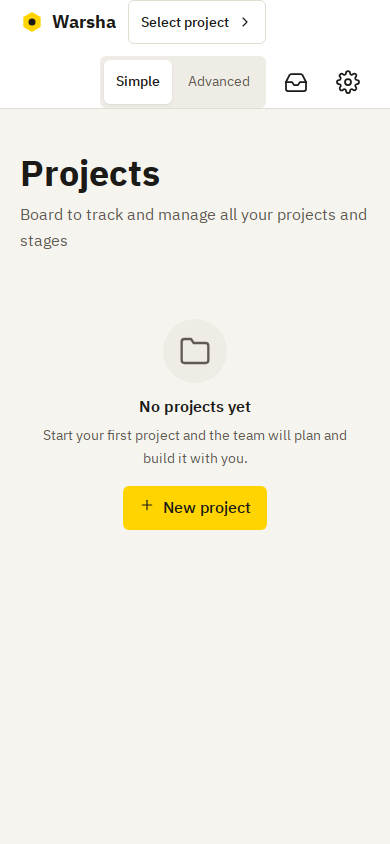 Warsha
Select project
Simple
Advanced
Projects
Board to track and manage all your projects and
stages
No projects yet
Start your first project and the team will plan and
build it with you.
New project